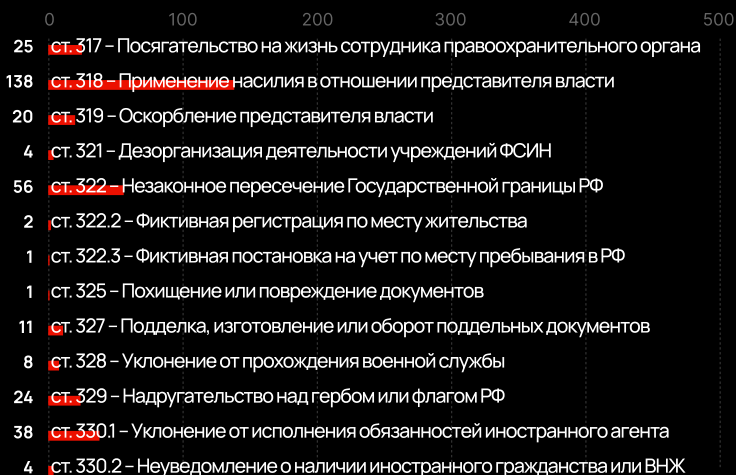 0 100 200 300 400 500
25 ст. 317 – Посягательство на жизнь сотрудника правоохранительного органа
138 ст. 318 – Применение насилия в отношении представителя власти
20 ст. 319 – Оскорбление представителя власти
4 ст. 321 – Дезорганизация деятельности учреждений ФСИН
56 ст. 322 – Незаконное пересечение Государственной границы РФ
2 ст. 322.2 – Фиктивная регистрация по месту жительства
1 ст. 322.3 – Фиктивная постановка на учет по месту пребывания в РФ
1 ст. 325 – Похищение или повреждение документов
11 ст. 327 – Подделка, изготовление или оборот поддельных документов
8 ст. 328 – Уклонение от прохождения военной службы
24 ст. 329 – Надругательство над гербом или флагом РФ
38 ст. 330.1 – Уклонение от исполнения обязанностей иностранного агента
4 ст. 330.2 – Неуведомление о наличии иностранного гражданства или ВНЖ